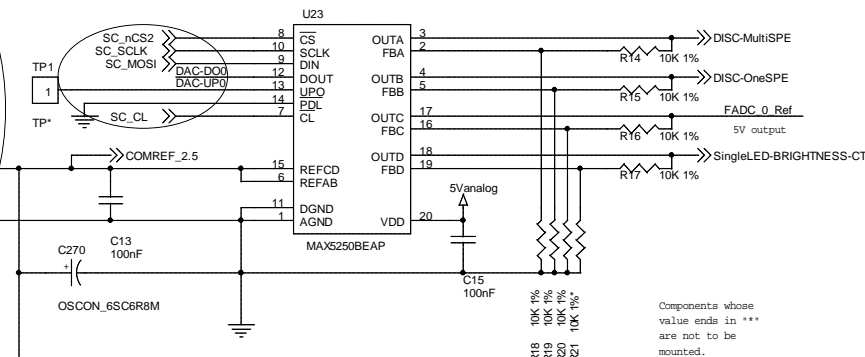 U23
SC_nCS2 8 CS OUTA 3 DISC-MultiSPE
SC_SCLK 10 SCLK FBA 2
SC_MOSI 9 DIN R14 10K 1%
TP1 DAC-DO0 12 DOUT OUTB 4 DISC-OneSPE
DAC-UP0 13 UPO FBB 5
1 14 PDL R15 10K 1%
TP* SC_CL 7 CL OUTC 17 FADC_0_Ref
FBC 16 5V output
R16 10K 1%
COMREF_2.5 OUTD 18 SingleLED-BRIGHTNESS-CT
15 REFCD FBD 19
6 REFAB R17 10K 1%
5Vanalog
11 DGND
1 AGND VDD 20
C13
100nF
MAX5250BEAP
C270
+
OSCON_6SC6R8M
C15
100nF
R18 10K 1%
R19 10K 1%
R20 10K 1%
R21 10K 1%*
Components whose
value ends in "*"
are not to be
mounted.